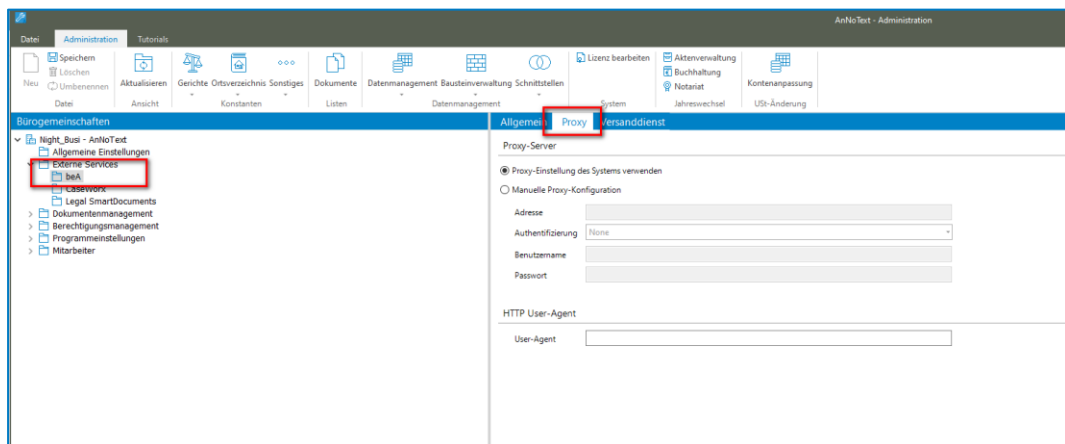 AnNoText - Administration
Datei Administration Tutorials
Speichern
Löschen
Umbenennen
Neu
Aktualisieren
Gerichte Ortsverzeichnis Sonstiges
Dokumente
Datenmanagement Bausteinverwaltung Schnittstellen
Lizenz bearbeiten
Aktenverwaltung
Buchhaltung
Notariat
Kontenanpassung
Datei Ansicht Konstanten Listen Datenmanagement System Jahreswechsel USt-Änderung
Bürogemeinschaften
Night_Busi - AnNoText
Allgemeine Einstellungen
Externe Services
beA
CaseWorx
Legal SmartDocuments
Dokumentenmanagement
Berechtigungsmanagement
Programmeinstellungen
Mitarbeiter
Allgemein Proxy Versanddienst
Proxy-Server
Proxy-Einstellung des Systems verwenden
Manuelle Proxy-Konfiguration
Adresse
Authentifizierung None
Benutzername
Passwort
HTTP User-Agent
User-Agent